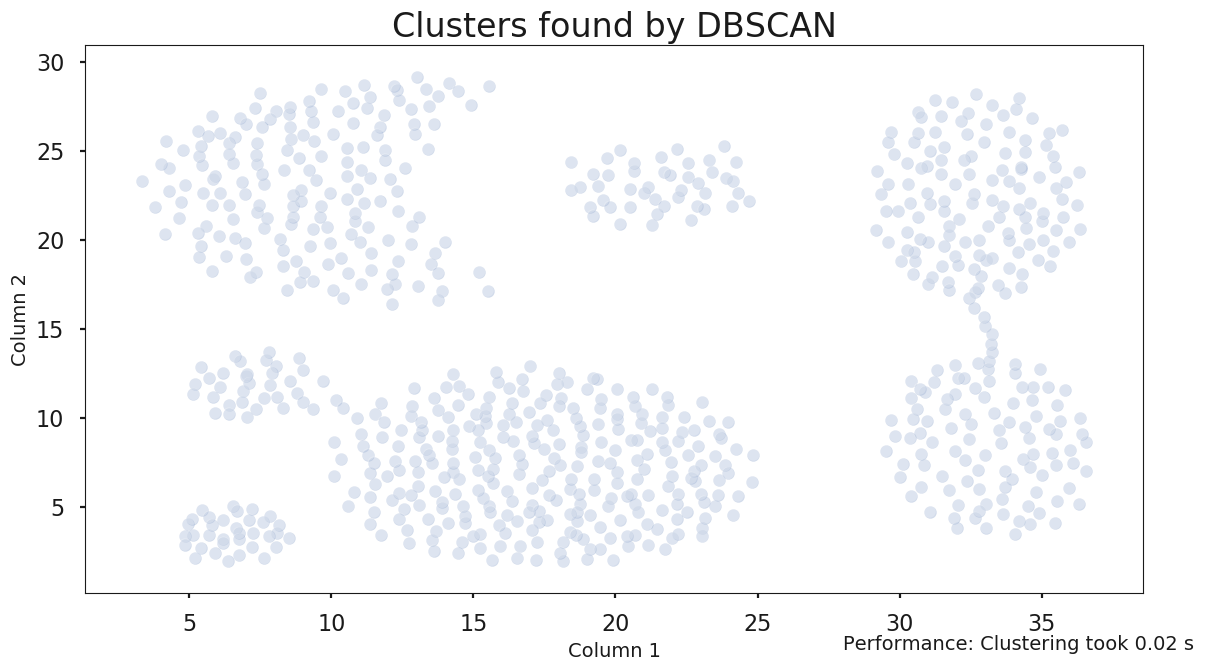 Clusters found by DBSCAN
30
25
20
15
10
5
Column 2
5 10 15 20 25 30 35
Column 1
Performance: Clustering took 0.02 s